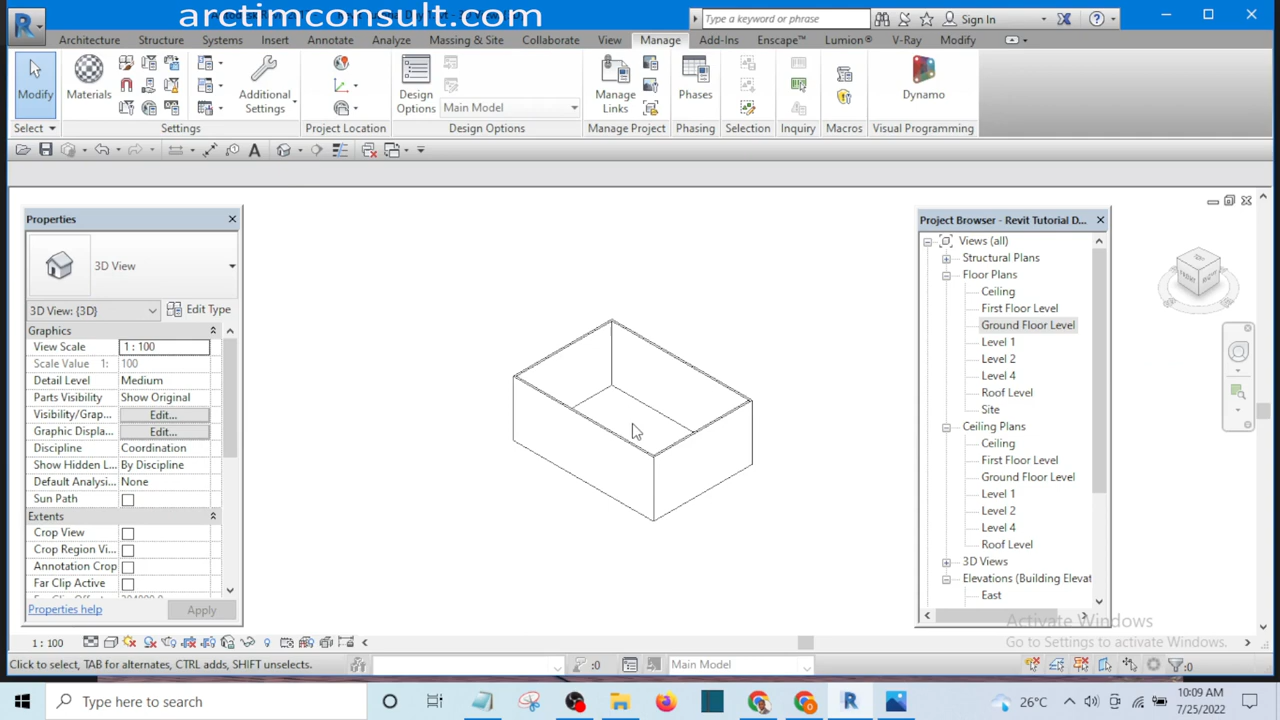 arctimconsult.com
Type a keyword or phrase
Sign In
Architecture Structure Systems Insert Annotate Analyze Massing & Site Collaborate View Manage Add-Ins Enscape™ Lumion® V-Ray Modify
Modify Materials Additional Settings Design Options Main Model Manage Links Phases Dynamo
Select Settings Project Location Design Options Manage Project Phasing Selection Inquiry Macros Visual Programming
Properties
3D View
3D View: {3D} Edit Type
Graphics
View Scale 1 : 100
Scale Value 1: 100
Detail Level Medium
Parts Visibility Show Original
Visibility/Grap... Edit...
Graphic Displa... Edit...
Discipline Coordination
Show Hidden L... By Discipline
Default Analysi... None
Sun Path
Extents
Crop View
Crop Region Vi...
Annotation Crop
Far Clip Active
Properties help Apply
Project Browser - Revit Tutorial D...
Views (all)
Structural Plans
Floor Plans
Ceiling
First Floor Level
Ground Floor Level
Level 1
Level 2
Level 4
Roof Level
Site
Ceiling Plans
Ceiling
First Floor Level
Ground Floor Level
Level 1
Level 2
Level 4
Roof Level
3D Views
Elevations (Building Elevat
East
TOP
FRONT
RIGHT
Activate Windows
Go to Settings to activate Windows.
1 : 100
Click to select, TAB for alternates, CTRL adds, SHIFT unselects. :0 Main Model :0
Type here to search 26°C 10:09 AM
7/25/2022